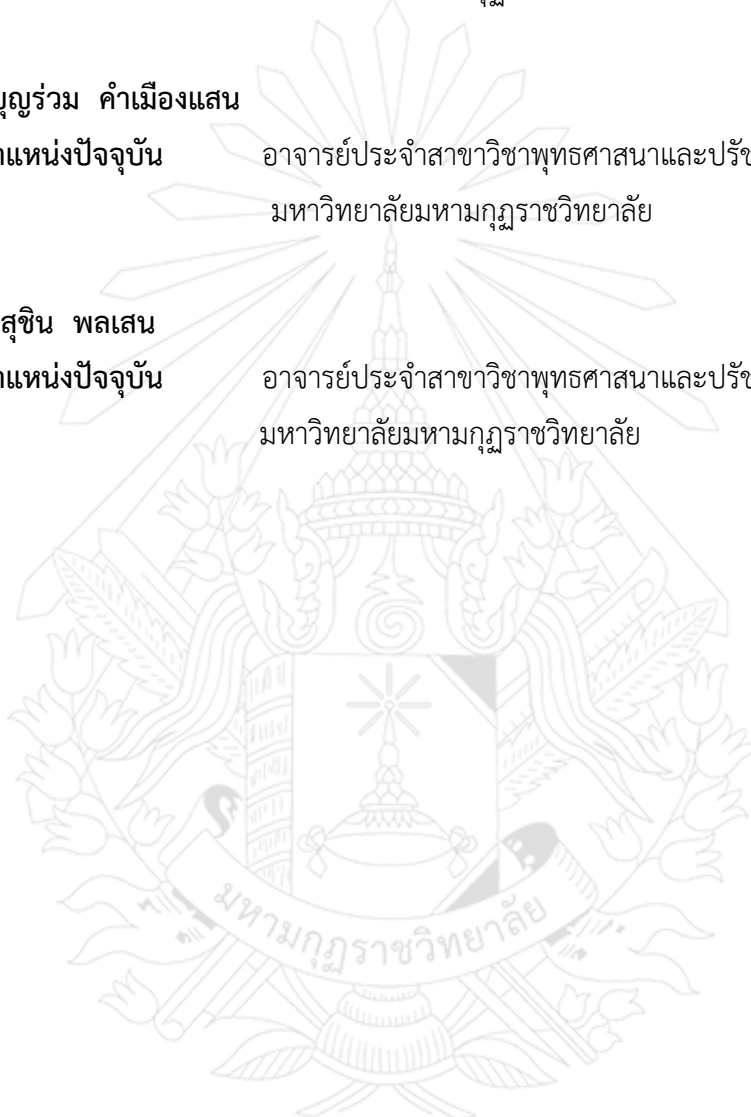 บุญร่วม คำเมืองแสน
ตำแหน่งปัจจุบัน อาจารย์ประจำสาขาวิชาพุทธศาสนาและปรัช
มหาวิทยาลัยมหามกุฏราชวิทยาลัย
สุชิน พลเสน
ตำแหน่งปัจจุบัน อาจารย์ประจำสาขาวิชาพุทธศาสนาและปรัช
มหาวิทยาลัยมหามกุฏราชวิทยาลัย
มหามกุฏราชวิทยาลัย